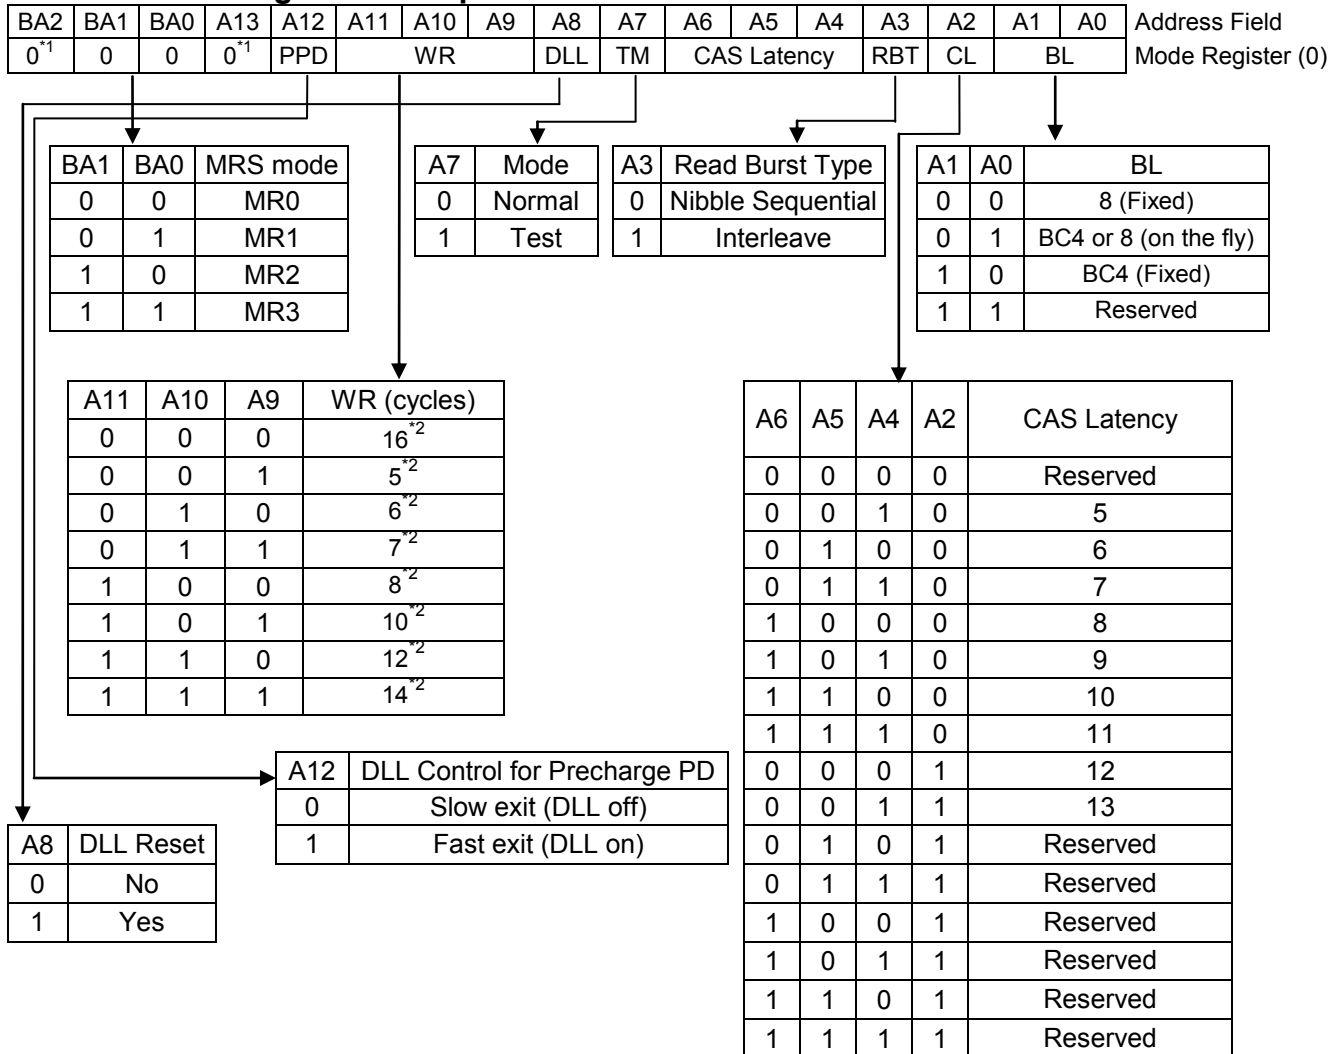 BA2 BA1 BA0 A13 A12 A11 A10 A9 A8 A7 A6 A5 A4 A3 A2 A1 A0 Address Field
0*1 0 0 0*1 PPD WR DLL TM CAS Latency RBT CL BL Mode Register (0)
BA1 BA0 MRS mode
0 0 MR0
0 1 MR1
1 0 MR2
1 1 MR3
A7 Mode
0 Normal
1 Test
A3 Read Burst Type
0 Nibble Sequential
1 Interleave
A1 A0 BL
0 0 8 (Fixed)
0 1 BC4 or 8 (on the fly)
1 0 BC4 (Fixed)
1 1 Reserved
A11 A10 A9 WR (cycles)
0 0 0 16*2
0 0 1 5*2
0 1 0 6*2
0 1 1 7*2
1 0 0 8*2
1 0 1 10*2
1 1 0 12*2
1 1 1 14*2
A6 A5 A4 A2 CAS Latency
0 0 0 0 Reserved
0 0 1 0 5
0 1 0 0 6
0 1 1 0 7
1 0 0 0 8
1 0 1 0 9
1 1 0 0 10
1 1 1 0 11
0 0 0 1 12
0 0 1 1 13
0 1 0 1 Reserved
0 1 1 1 Reserved
1 0 0 1 Reserved
1 0 1 1 Reserved
1 1 0 1 Reserved
1 1 1 1 Reserved
A12 DLL Control for Precharge PD
0 Slow exit (DLL off)
1 Fast exit (DLL on)
A8 DLL Reset
0 No
1 Yes